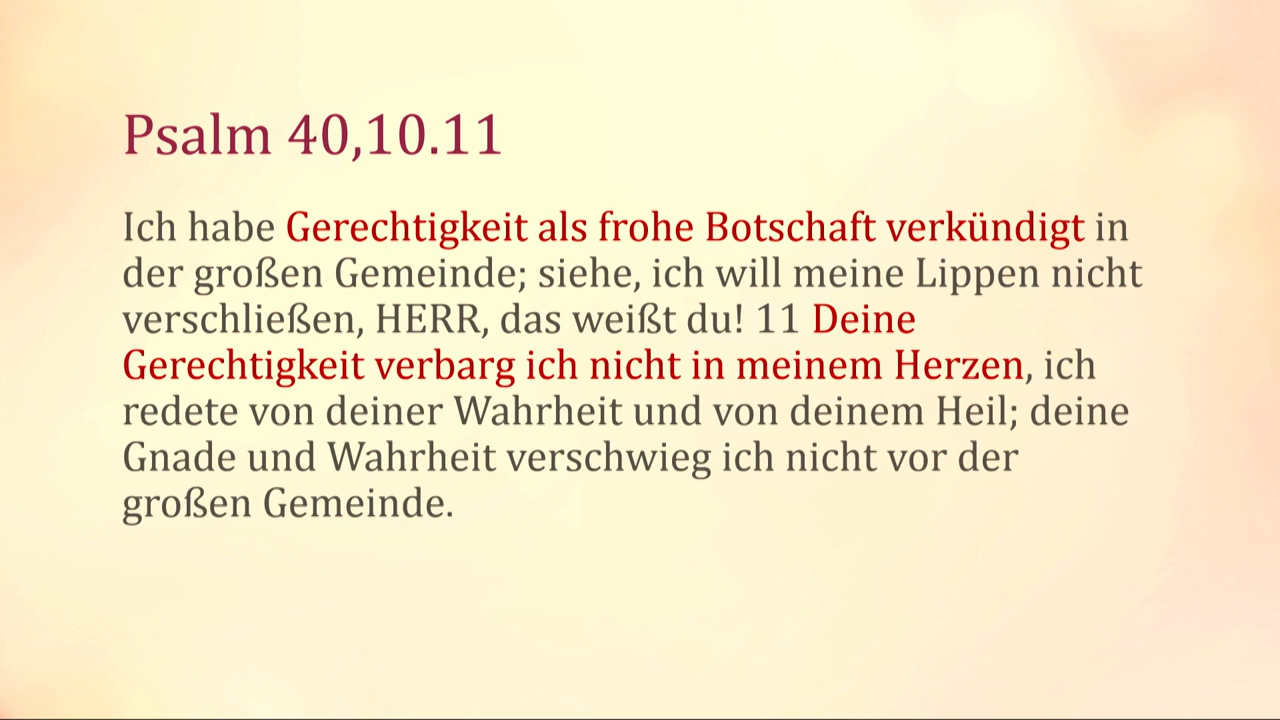 Psalm 40,10.11
Ich habe Gerechtigkeit als frohe Botschaft verkündigt in
der großen Gemeinde; siehe, ich will meine Lippen nicht
verschließen, HERR, das weißt du! 11 Deine
Gerechtigkeit verbarg ich nicht in meinem Herzen, ich
redete von deiner Wahrheit und von deinem Heil; deine
Gnade und Wahrheit verschwieg ich nicht vor der
großen Gemeinde.